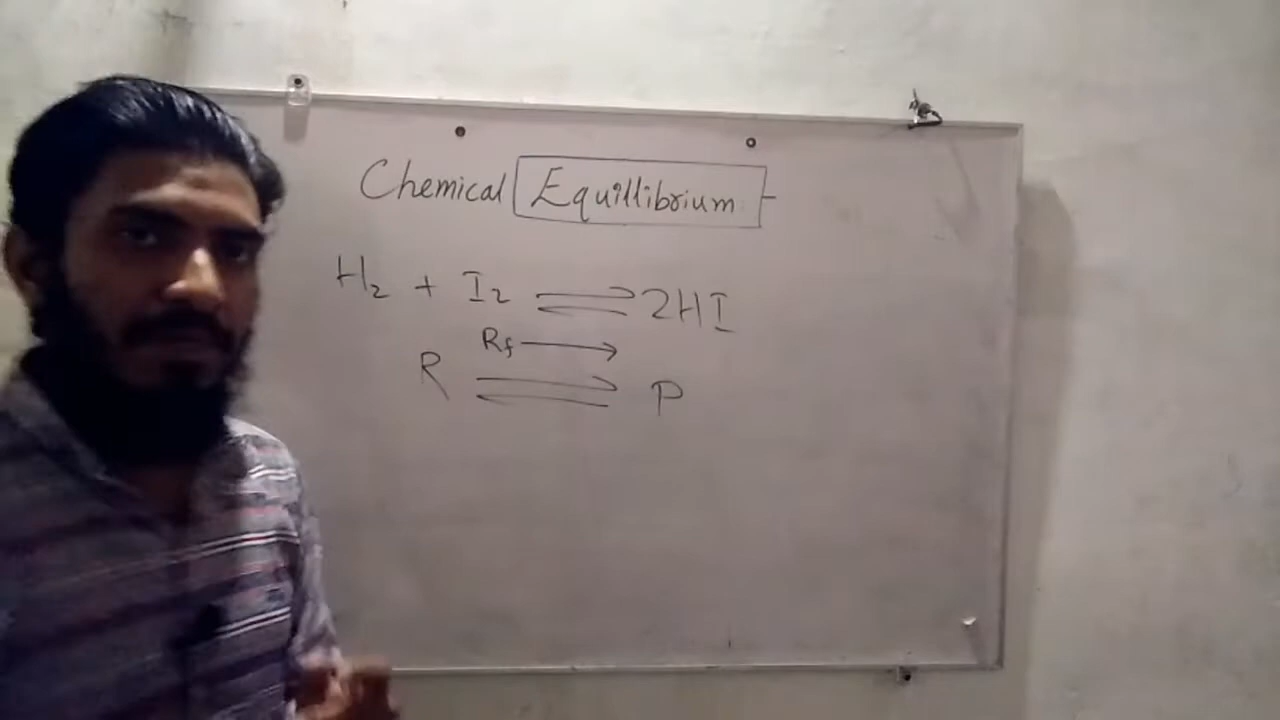 Chemical Equillibrium
H₂ + I₂ ⇌ 2HI
Rf →
R ⇌ P